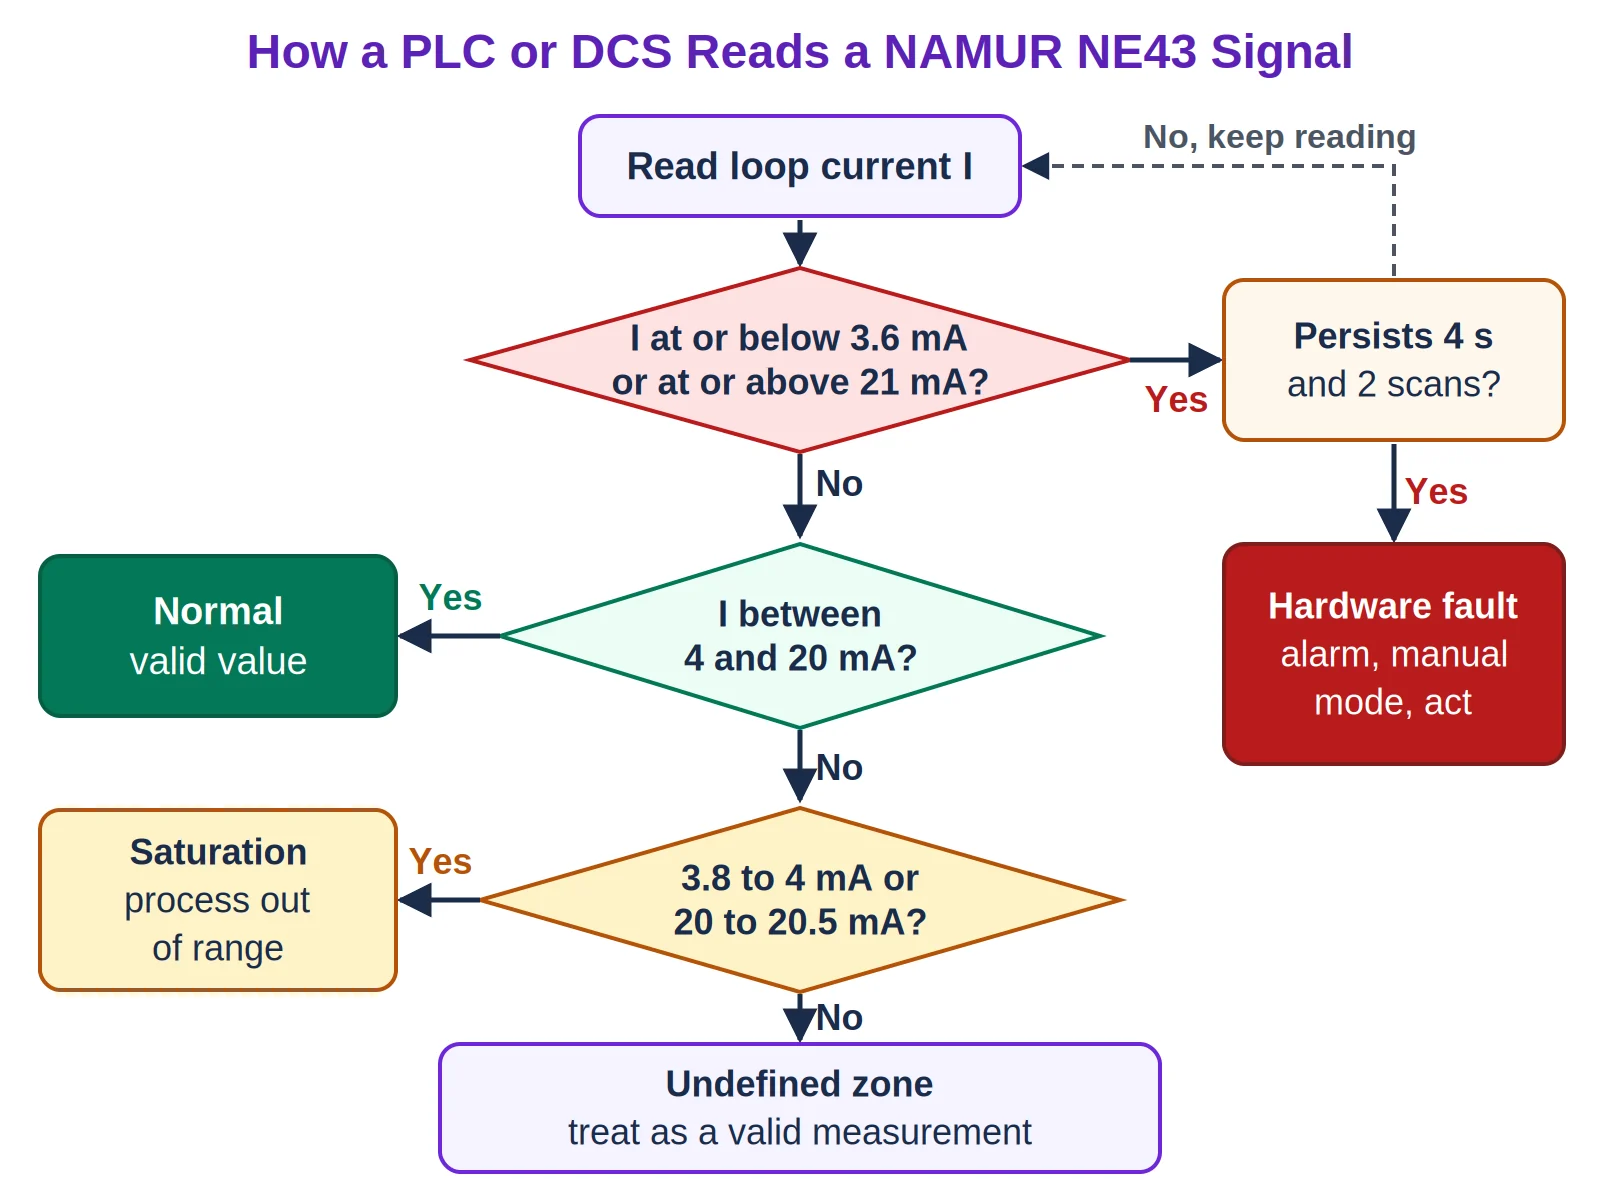 How a PLC or DCS Reads a NAMUR NE43 Signal
Read loop current I
No, keep reading
I at or below 3.6 mA
or at or above 21 mA?
Yes
Persists 4 s
and 2 scans?
No
Yes
Hardware fault
alarm, manual
mode, act
I between
4 and 20 mA?
Yes
Normal
valid value
No
3.8 to 4 mA or
20 to 20.5 mA?
Yes
Saturation
process out
of range
No
Undefined zone
treat as a valid measurement